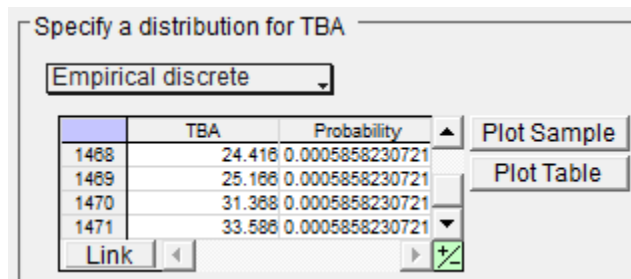 Specify a distribution for TBA
Empirical discrete
TBA Probability
Plot Sample
1468 24.416 0.0005858230721
1469 25.166 0.0005858230721
Plot Table
1470 31.368 0.0005858230721
1471 33.586 0.0005858230721
Link